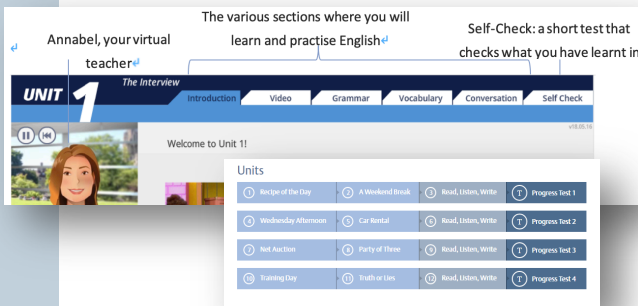 The various sections where you will
learn and practise English
Annabel, your virtual
teacher
Self-Check: a short test that
checks what you have learnt in
UNIT 1
The Interview
Introduction Video Grammar Vocabulary Conversation Self Check
v18.05.16
Welcome to Unit 1!
Units
1 Recipe of the Day 2 A Weekend Break 3 Read, Listen, Write T Progress Test 1
4 Wednesday Afternoon 5 Car Rental 6 Read, Listen, Write T Progress Test 2
7 Net Auction 8 Party of Three 9 Read, Listen, Write T Progress Test 3
10 Training Day 11 Truth or Lies 12 Read, Listen, Write T Progress Test 4